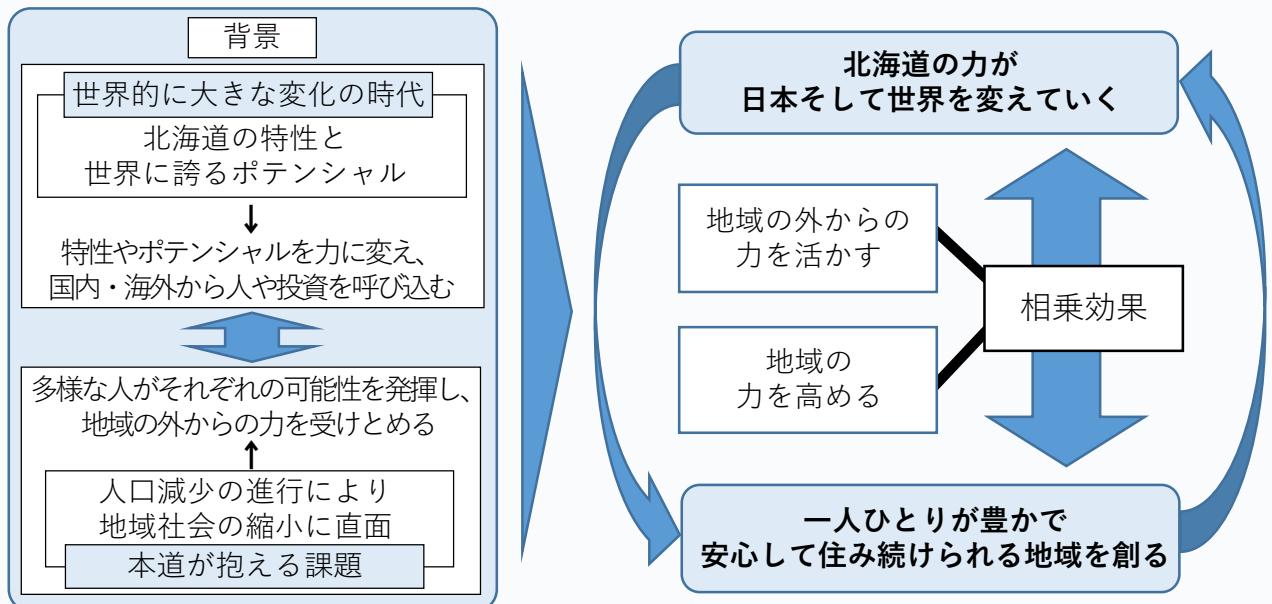 背景
世界的に大きな変化の時代
北海道の特性と
世界に誇るポテンシャル
↓
特性やポテンシャルを力に変え、
国内・海外から人や投資を呼び込む
多様な人がそれぞれの可能性を発揮し、
地域の外からの力を受けとめる
↑
人口減少の進行により
地域社会の縮小に直面
本道が抱える課題
北海道の力が
日本そして世界を変えていく
地域の外からの
力を活かす
相乗効果
地域の
力を高める
一人ひとりが豊かで
安心して住み続けられる地域を創る